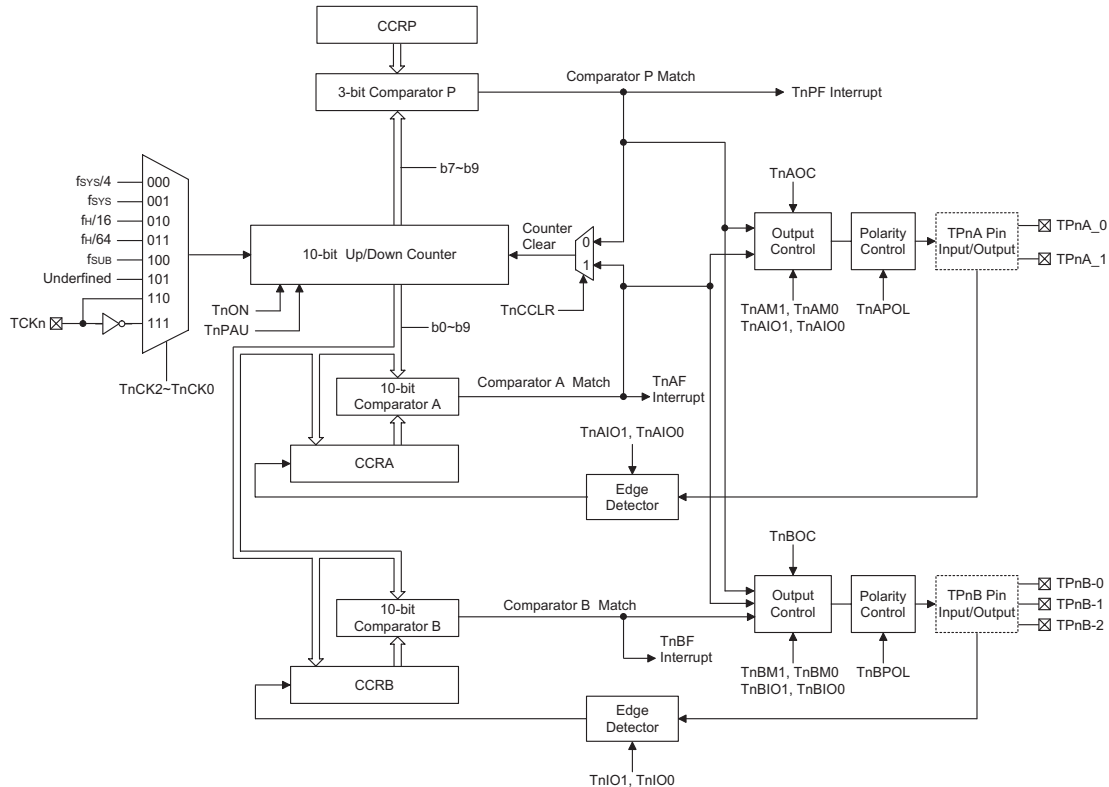 CCRP
3-bit Comparator P
Comparator P Match
TnPF Interrupt
b7~b9
fSYS/4
000
fSYS
001
fH/16
010
fH/64
011
fSUB
100
Underfined
101
110
TCKn
111
TnCK2~TnCK0
10-bit Up/Down Counter
TnON
TnPAU
Counter
Clear
0
1
TnCCLR
b0~b9
TnAOC
Output
Control
Polarity
Control
TPnA Pin
Input/Output
TPnA_0
TPnA_1
TnAM1, TnAM0
TnAIO1, TnAIO0
TnAPOL
10-bit
Comparator A
Comparator A Match
TnAF
Interrupt
CCRA
TnAIO1, TnAIO0
Edge
Detector
TnBOC
Output
Control
Polarity
Control
TPnB Pin
Input/Output
TPnB-0
TPnB-1
TPnB-2
10-bit
Comparator B
Comparator B Match
TnBF
Interrupt
TnBM1, TnBM0
TnBIO1, TnBIO0
TnBPOL
CCRB
Edge
Detector
TnIO1, TnIO0